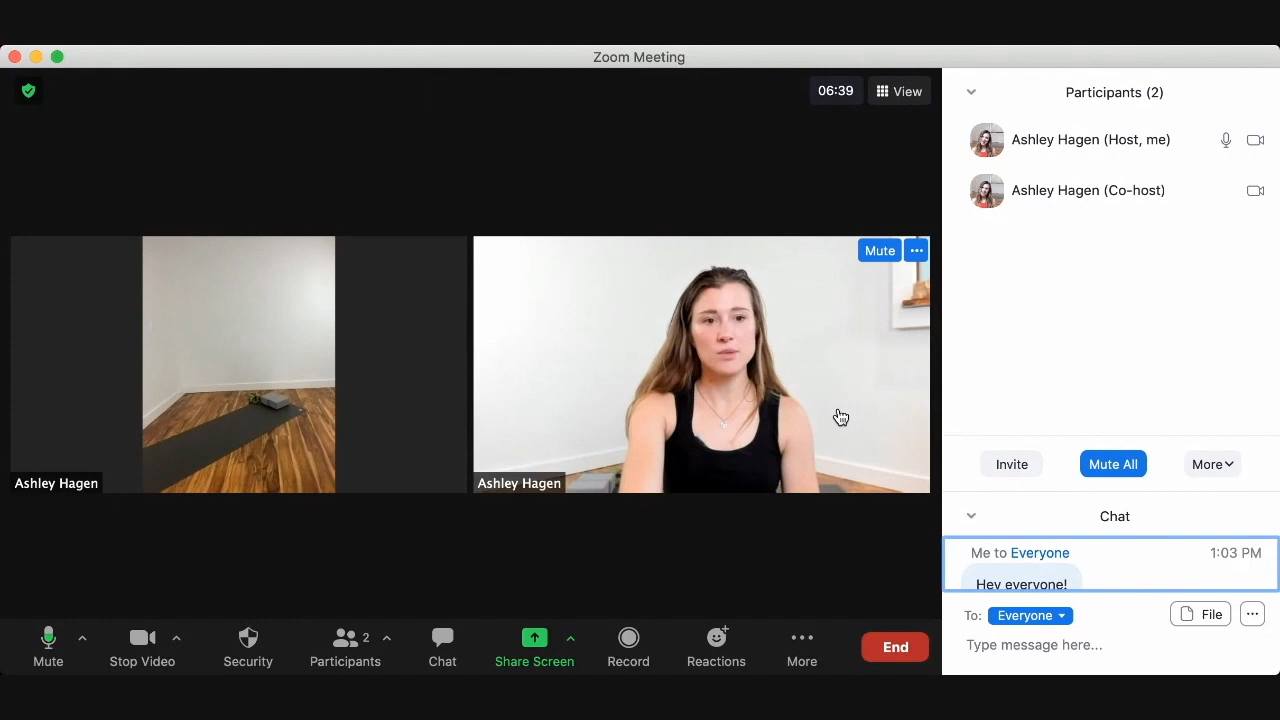 Zoom Meeting
06:39
View
Participants (2)
Ashley Hagen (Host, me)
Ashley Hagen (Co-host)
Mute
Ashley Hagen
Ashley Hagen
Invite
Mute All
More
Chat
Me to Everyone
1:03 PM
Hey everyone!
To: Everyone
File
Type message here...
Mute
Stop Video
Security
2
Participants
Chat
Share Screen
Record
Reactions
More
End